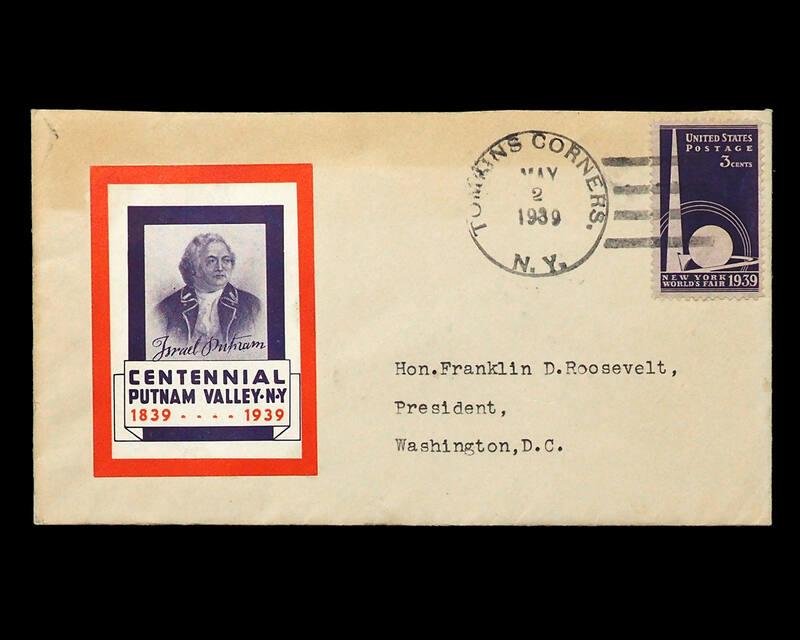 TOMKINS CORNERS.
MAY
2
1939
N.Y.
UNITED STATES
POSTAGE
3 CENTS
NEW YORK
WORLD'S FAIR 1939
Israel Putnam
CENTENNIAL
PUTNAM VALLEY·N·Y
1839 - - - - 1939
Hon.Franklin D.Roosevelt,
President,
Washington,D.C.